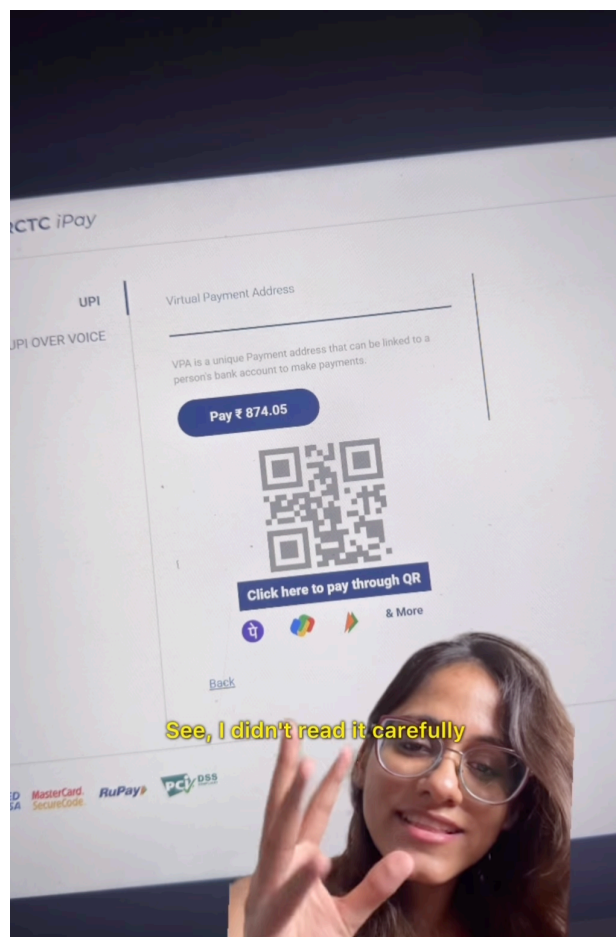 CTC iPay
UPI
UPI OVER VOICE
Virtual Payment Address
VPA is a unique Payment address that can be linked to a
person's bank account to make payments.
Pay ₹ 874.05
Click here to pay through QR
पे
& More
Back
See, I didn't read it carefully
MasterCard.
SecureCode.
RuPay
PCI DSS